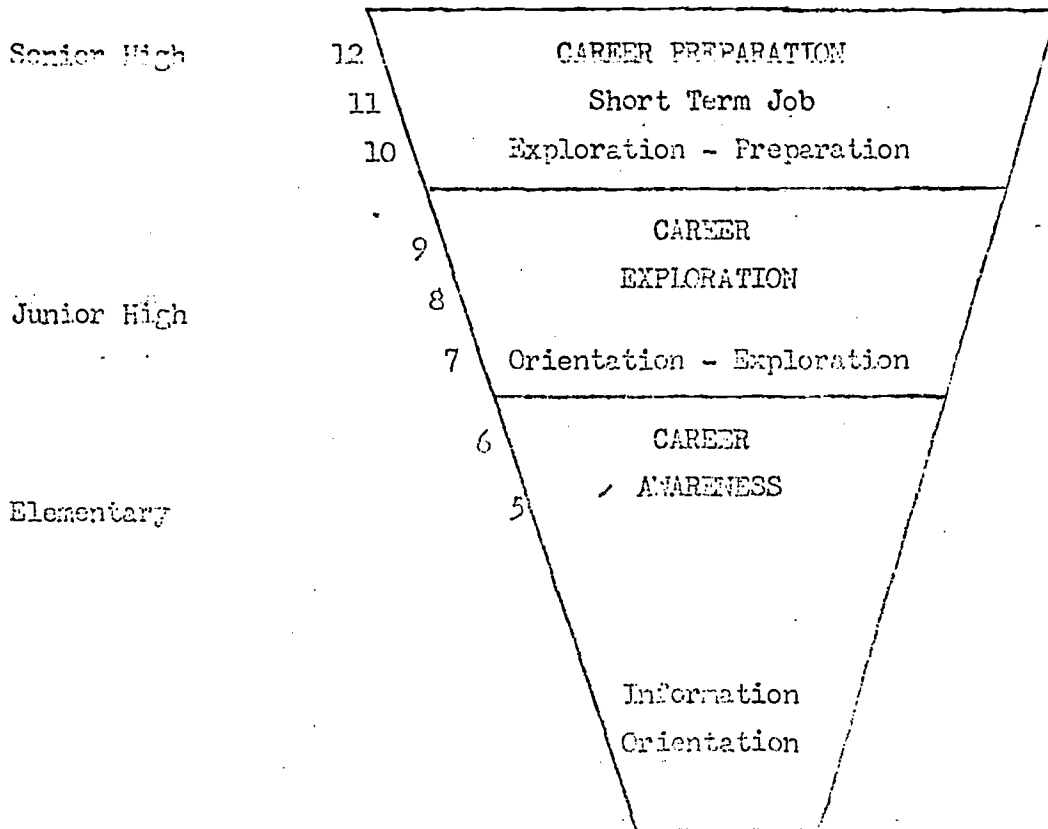 Senior High 12 CAREER PREPARATION
11 Short Term Job
10 Exploration - Preparation
9 CAREER
8 EXPLORATION
Junior High
7 Orientation - Exploration
6 CAREER
AWARENESS
Elementary 5
Information
Orientation